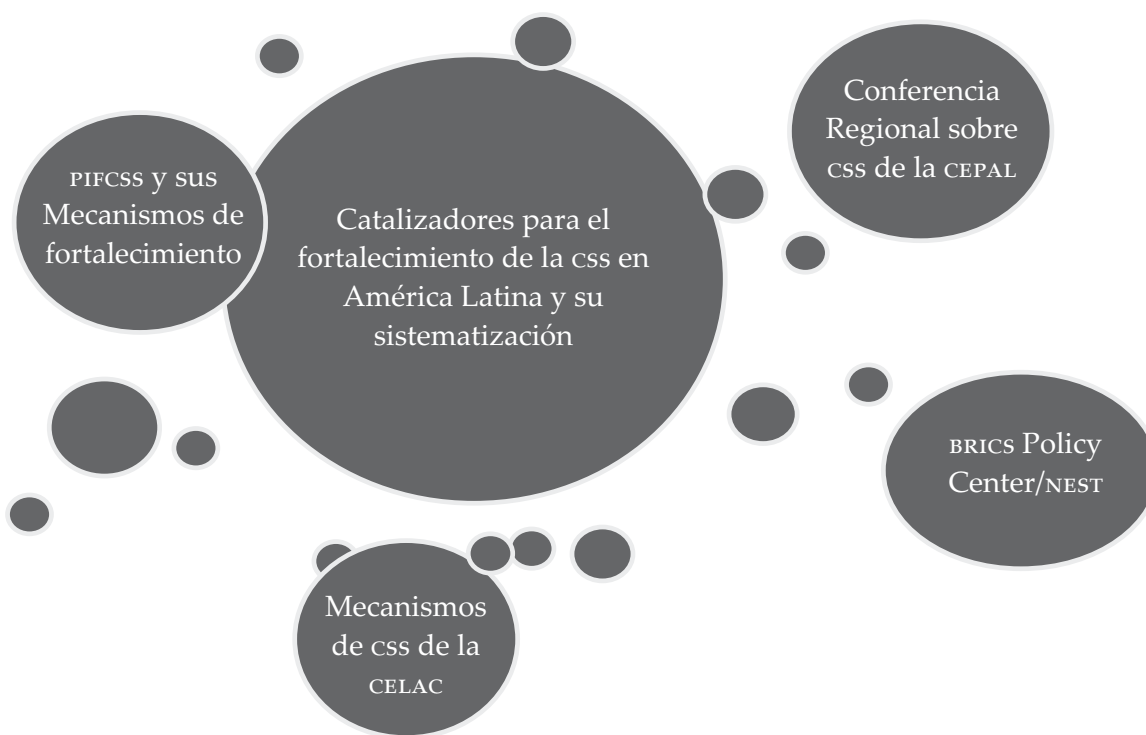 PIFCSS y sus
Mecanismos de
fortalecimiento
Catalizadores para el
fortalecimiento de la CSS en
América Latina y su
sistematización
Conferencia
Regional sobre
CSS de la CEPAL
BRICS Policy
Center/NEST
Mecanismos
de CSS de la
CELAC